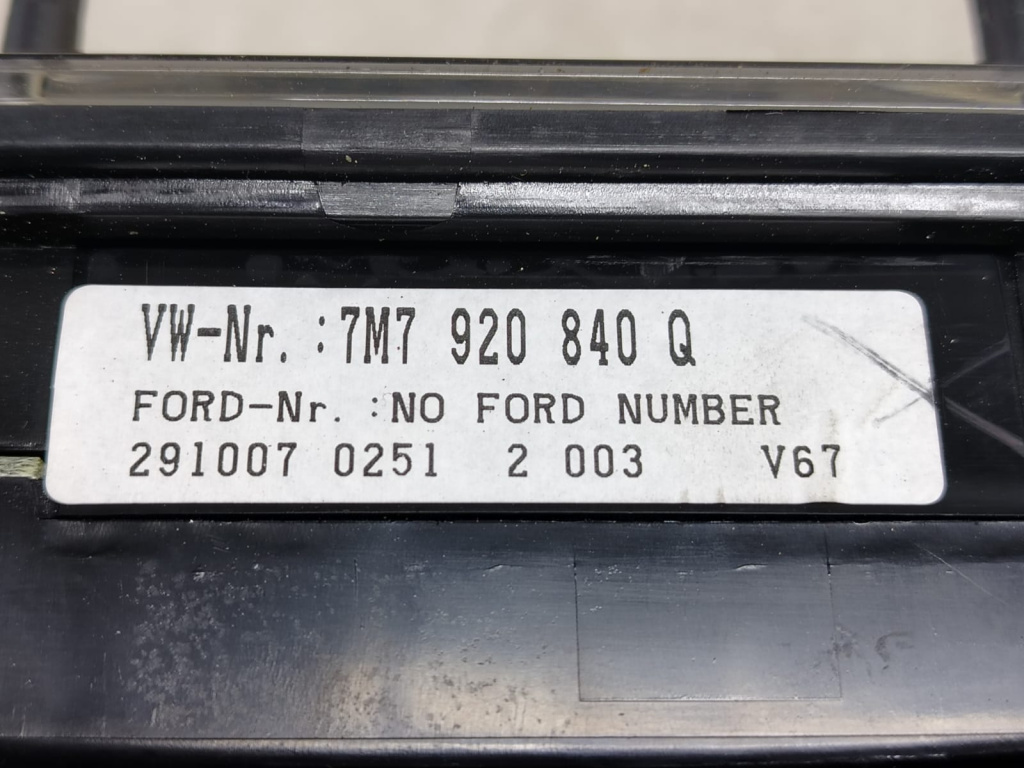 VW-Nr. :7M7 920 840 Q
FORD-Nr. :NO FORD NUMBER
291007 0251 2 003 V67